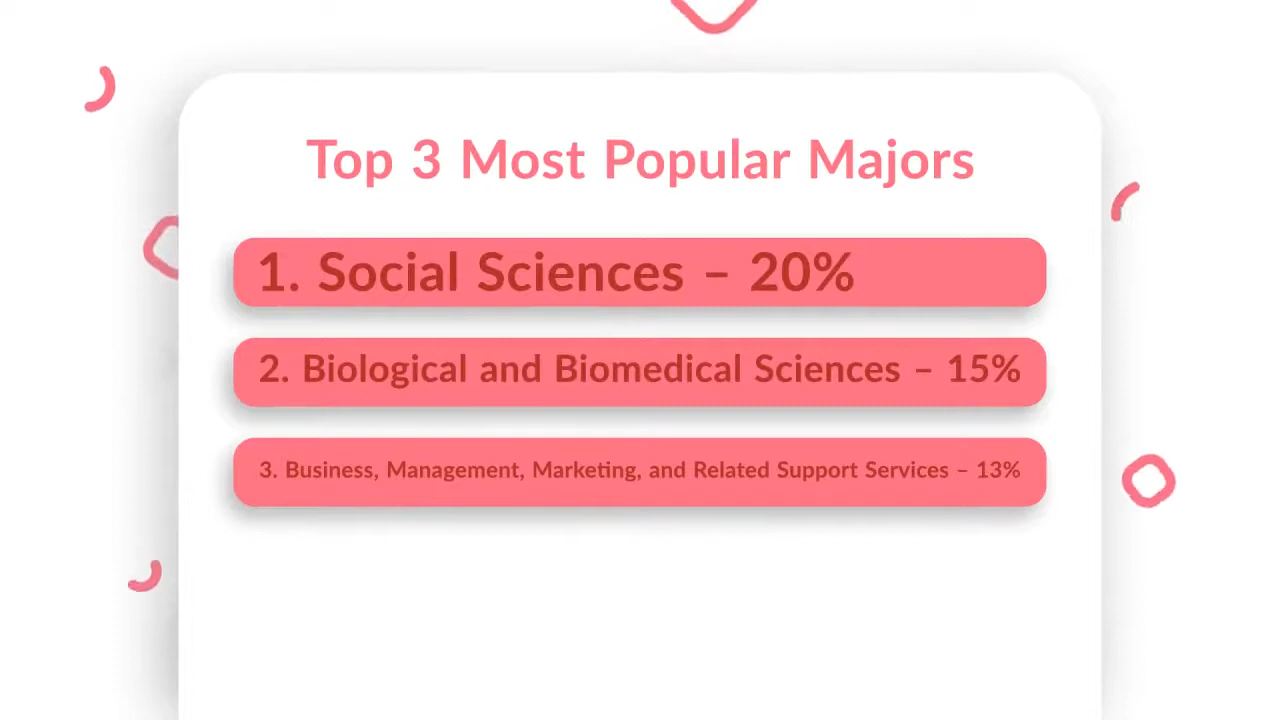 Top 3 Most Popular Majors
1. Social Sciences – 20%
2. Biological and Biomedical Sciences – 15%
3. Business, Management, Marketing, and Related Support Services – 13%